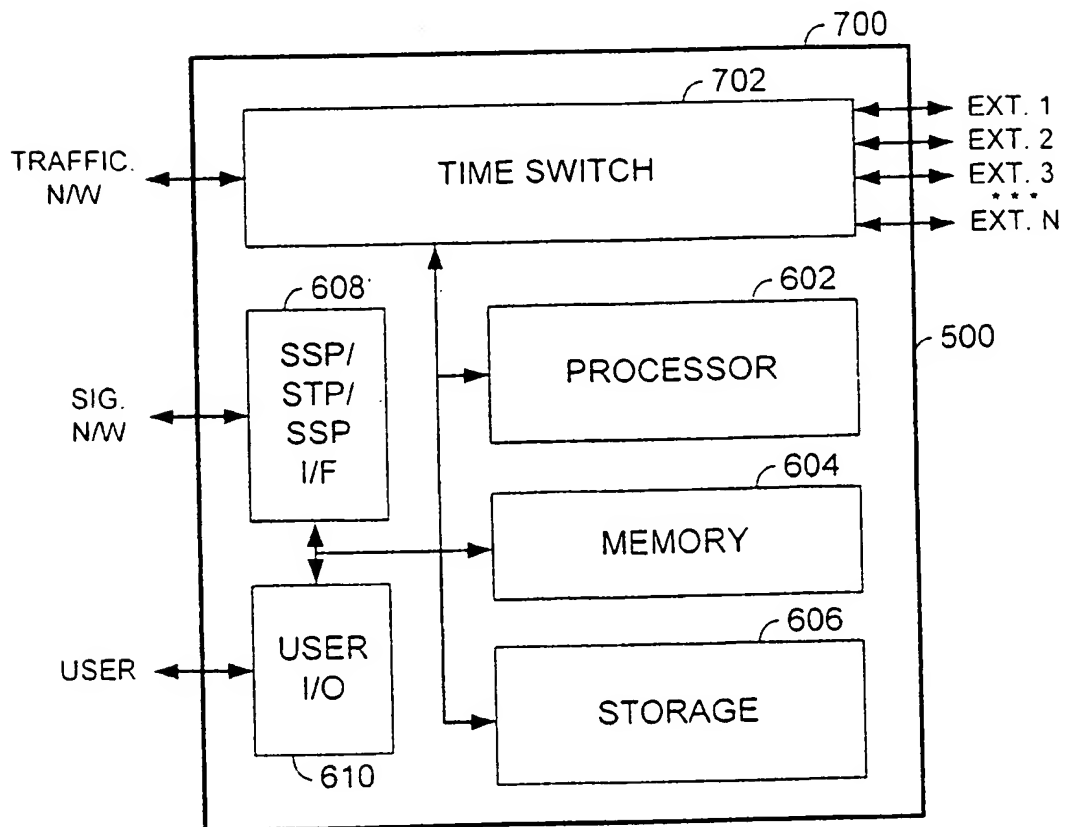 700
702
TIME SWITCH
TRAFFIC.
N/W
EXT. 1
EXT. 2
EXT. 3
* * *
EXT. N
608
SSP/
STP/
SSP
I/F
SIG.
N/W
602
PROCESSOR
500
604
MEMORY
USER
USER
I/O
610
606
STORAGE